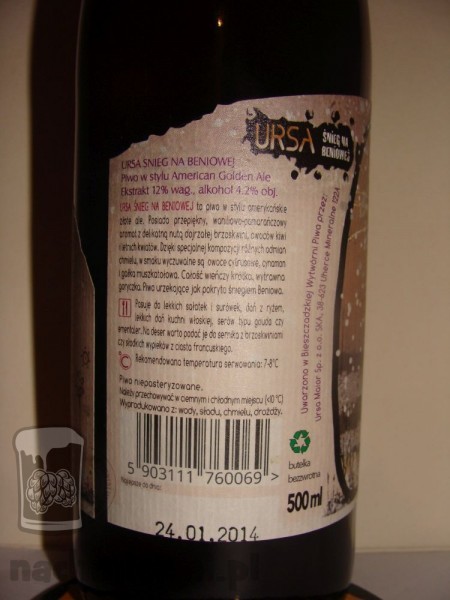 URSA ŚNIEG NA
BENIOWEJ
URSA ŚNIEG NA BENIOWEJ
Piwo w stylu American Golden Ale
Ekstrakt 12% wag., alkohol 4.2% obj.
URSA ŚNIEG NA BENIOWEJ to piwo w stylu amerykańskie
złote ale. Posiada przepiękny, waniliowo-pomarańczowy
aromat z delikatną nutą dojrzałej brzoskwini, owoców kiwi
i letnich kwiatów. Dzięki specjalnej kompozycji różnych odmian
chmielu, w smaku wyczuwalne są owoce cytrusowe, cynamon
i gałka muszkatołowa. Całość wieńczy krótka, wytrawna
goryczka. Piwo urzekające jak pokryta śniegiem Beniowa.
Pasuje do lekkich sałatek i surówek, dań z ryżem,
lekkich dań kuchni włoskiej, serów typu gouda czy
ementaler. Na deser warto podać je do sernika z brzoskwiniami
czy słodkich wypieków z ciasta francuskiego.
°C Rekomendowana temperatura serwowania: 7-8°C
Piwo niepasteryzowane.
Należy przechowywać w ciemnym i chłodnym miejscu (<10 °C)
Wyprodukowano z: wody, słodu, chmielu, drożdży.
5 903111 760069 >
Najlepsze do dnia:
24.01.2014
Uwarzono w Bieszczadzkiej Wytwórni Piwa przez:
Ursa Maior Sp. z o.o. SKA, 38-623 Uherce Mineralne 122A
butelka
bezzwrotna
500 ml